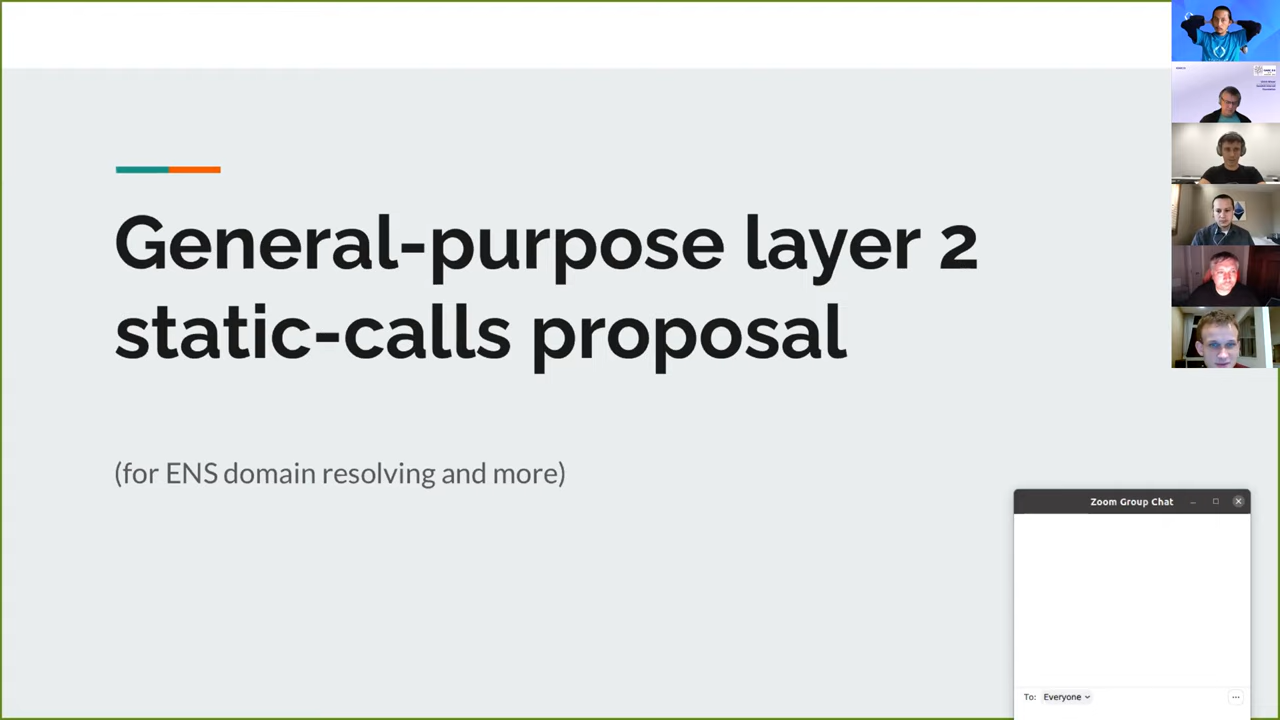 General-purpose layer 2
static-calls proposal
(for ENS domain resolving and more)
Zoom Group Chat
To: Everyone